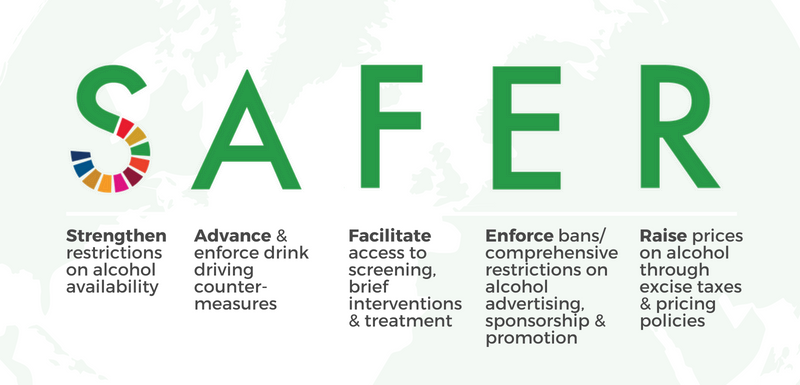 SAFER
Strengthen
restrictions
on alcohol
availability
Advance &
enforce drink
driving
counter-
measures
Facilitate
access to
screening,
brief
interventions
& treatment
Enforce bans/
comprehensive
restrictions on
alcohol
advertising,
sponsorship &
promotion
Raise prices
on alcohol
through
excise taxes
& pricing
policies